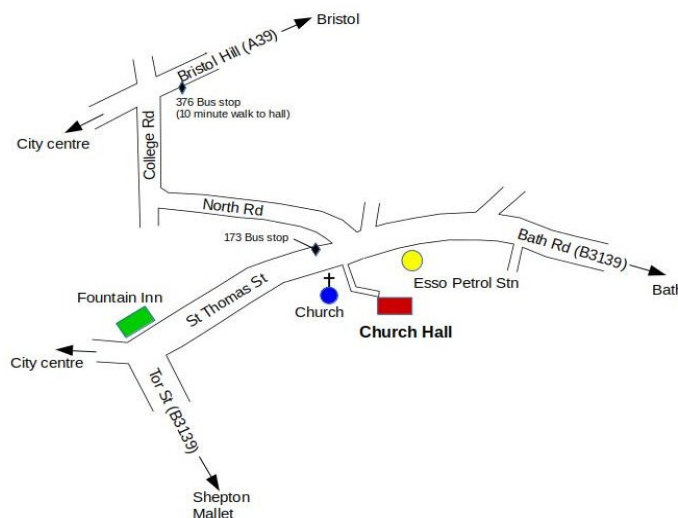 Bristol
Bristol Hill (A39)
376 Bus stop
(10 minute walk to hall)
City centre
College Rd
North Rd
173 Bus stop
Bath Rd (B3139)
Esso Petrol Stn
Bath
Fountain Inn
St Thomas St
Church
Church Hall
City centre
Tor St (B3139)
Shepton
Mallet